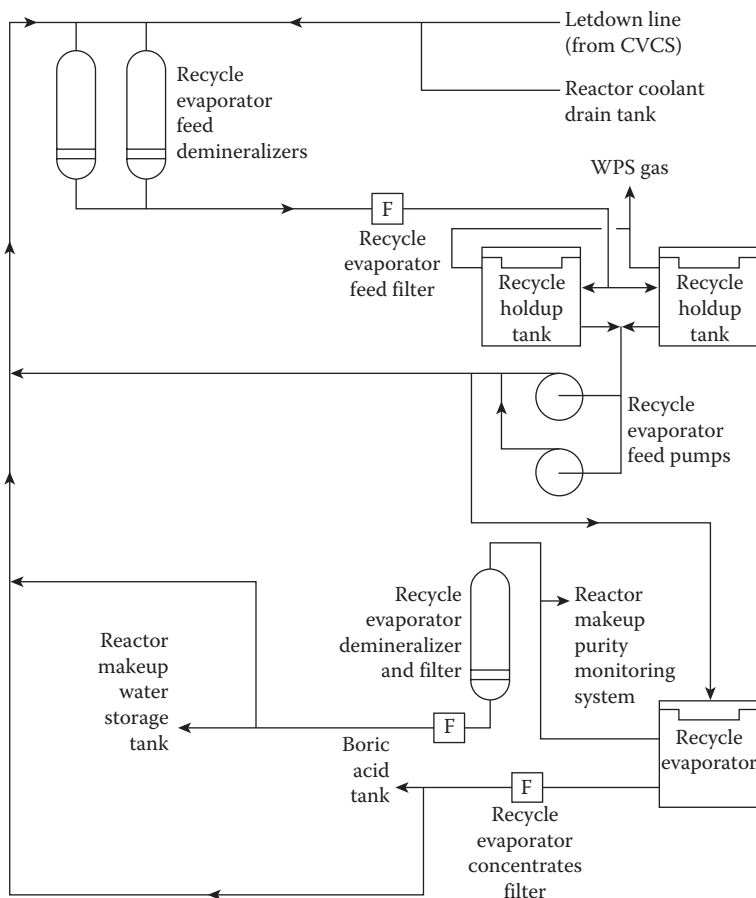 Letdown line
(from CVCS)
Recycle
evaporator
feed
demineralizers
Reactor coolant
drain tank
WPS gas
F
Recycle
evaporator
feed filter
Recycle
holdup
tank
Recycle
holdup
tank
Recycle
evaporator
feed pumps
Recycle
evaporator
demineralizer
and filter
Reactor
makeup
purity
monitoring
system
Reactor
makeup
water
storage
tank
F
Boric
acid
tank
Recycle
evaporator
F
Recycle
evaporator
concentrates
filter